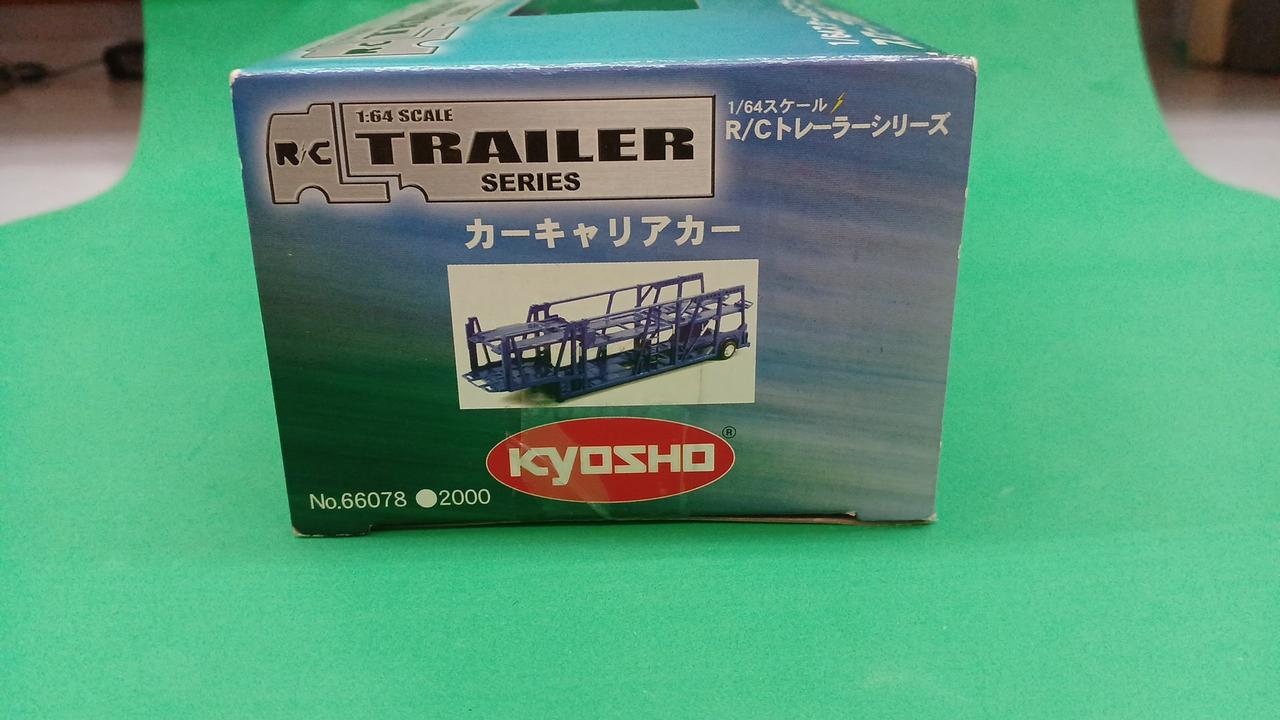 1:64 SCALE
R/C TRAILER
SERIES
1/64スケール
R/Cトレーラーシリーズ
カーキャリアカー
KYOSHO ®
No.66078 ●2000